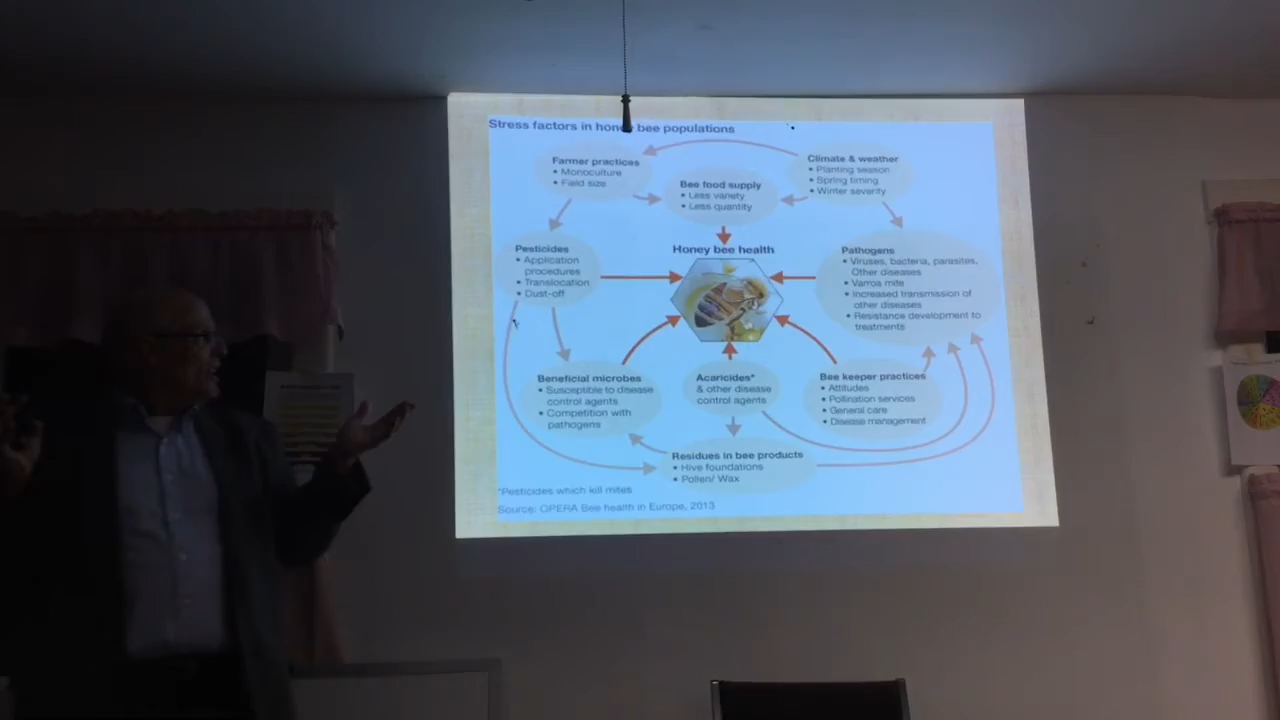 Stress factors in honey bee populations
Farmer practices
• Monoculture
• Field size
Climate & weather
• Planting season
• Spring timing
• Winter severity
Bee food supply
• Less variety
• Less quantity
Pesticides
• Application
procedures
• Translocation
• Dust-off
Honey bee health
Pathogens
• Viruses, bacteria, parasites,
Other diseases
• Varroa mite
• Increased transmission of
other diseases
• Resistance development to
treatments
Beneficial microbes
• Susceptible to disease
control agents
• Competition with
pathogens
Acaricides*
& other disease
control agents
Bee keeper practices
• Attitudes
• Pollination services
• General care
• Disease management
Residues in bee products
• Hive foundations
• Pollen/ Wax
*Pesticides which kill mites
Source: OPERA Bee health in Europe, 2013